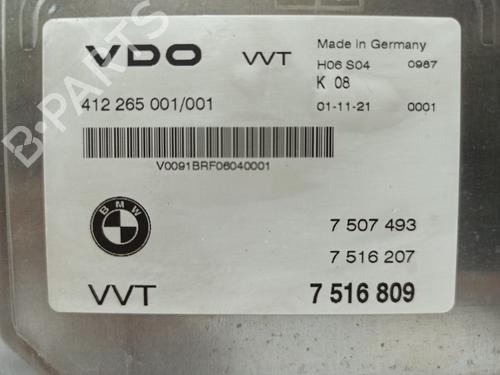 VDO VVT Made in Germany
H06 S04 0987
K 08
412 265 001/001 01-11-21 0001
V0091BRF06040001
BMW
7 507 493
7 516 207
VVT 7 516 809
B-PARTS